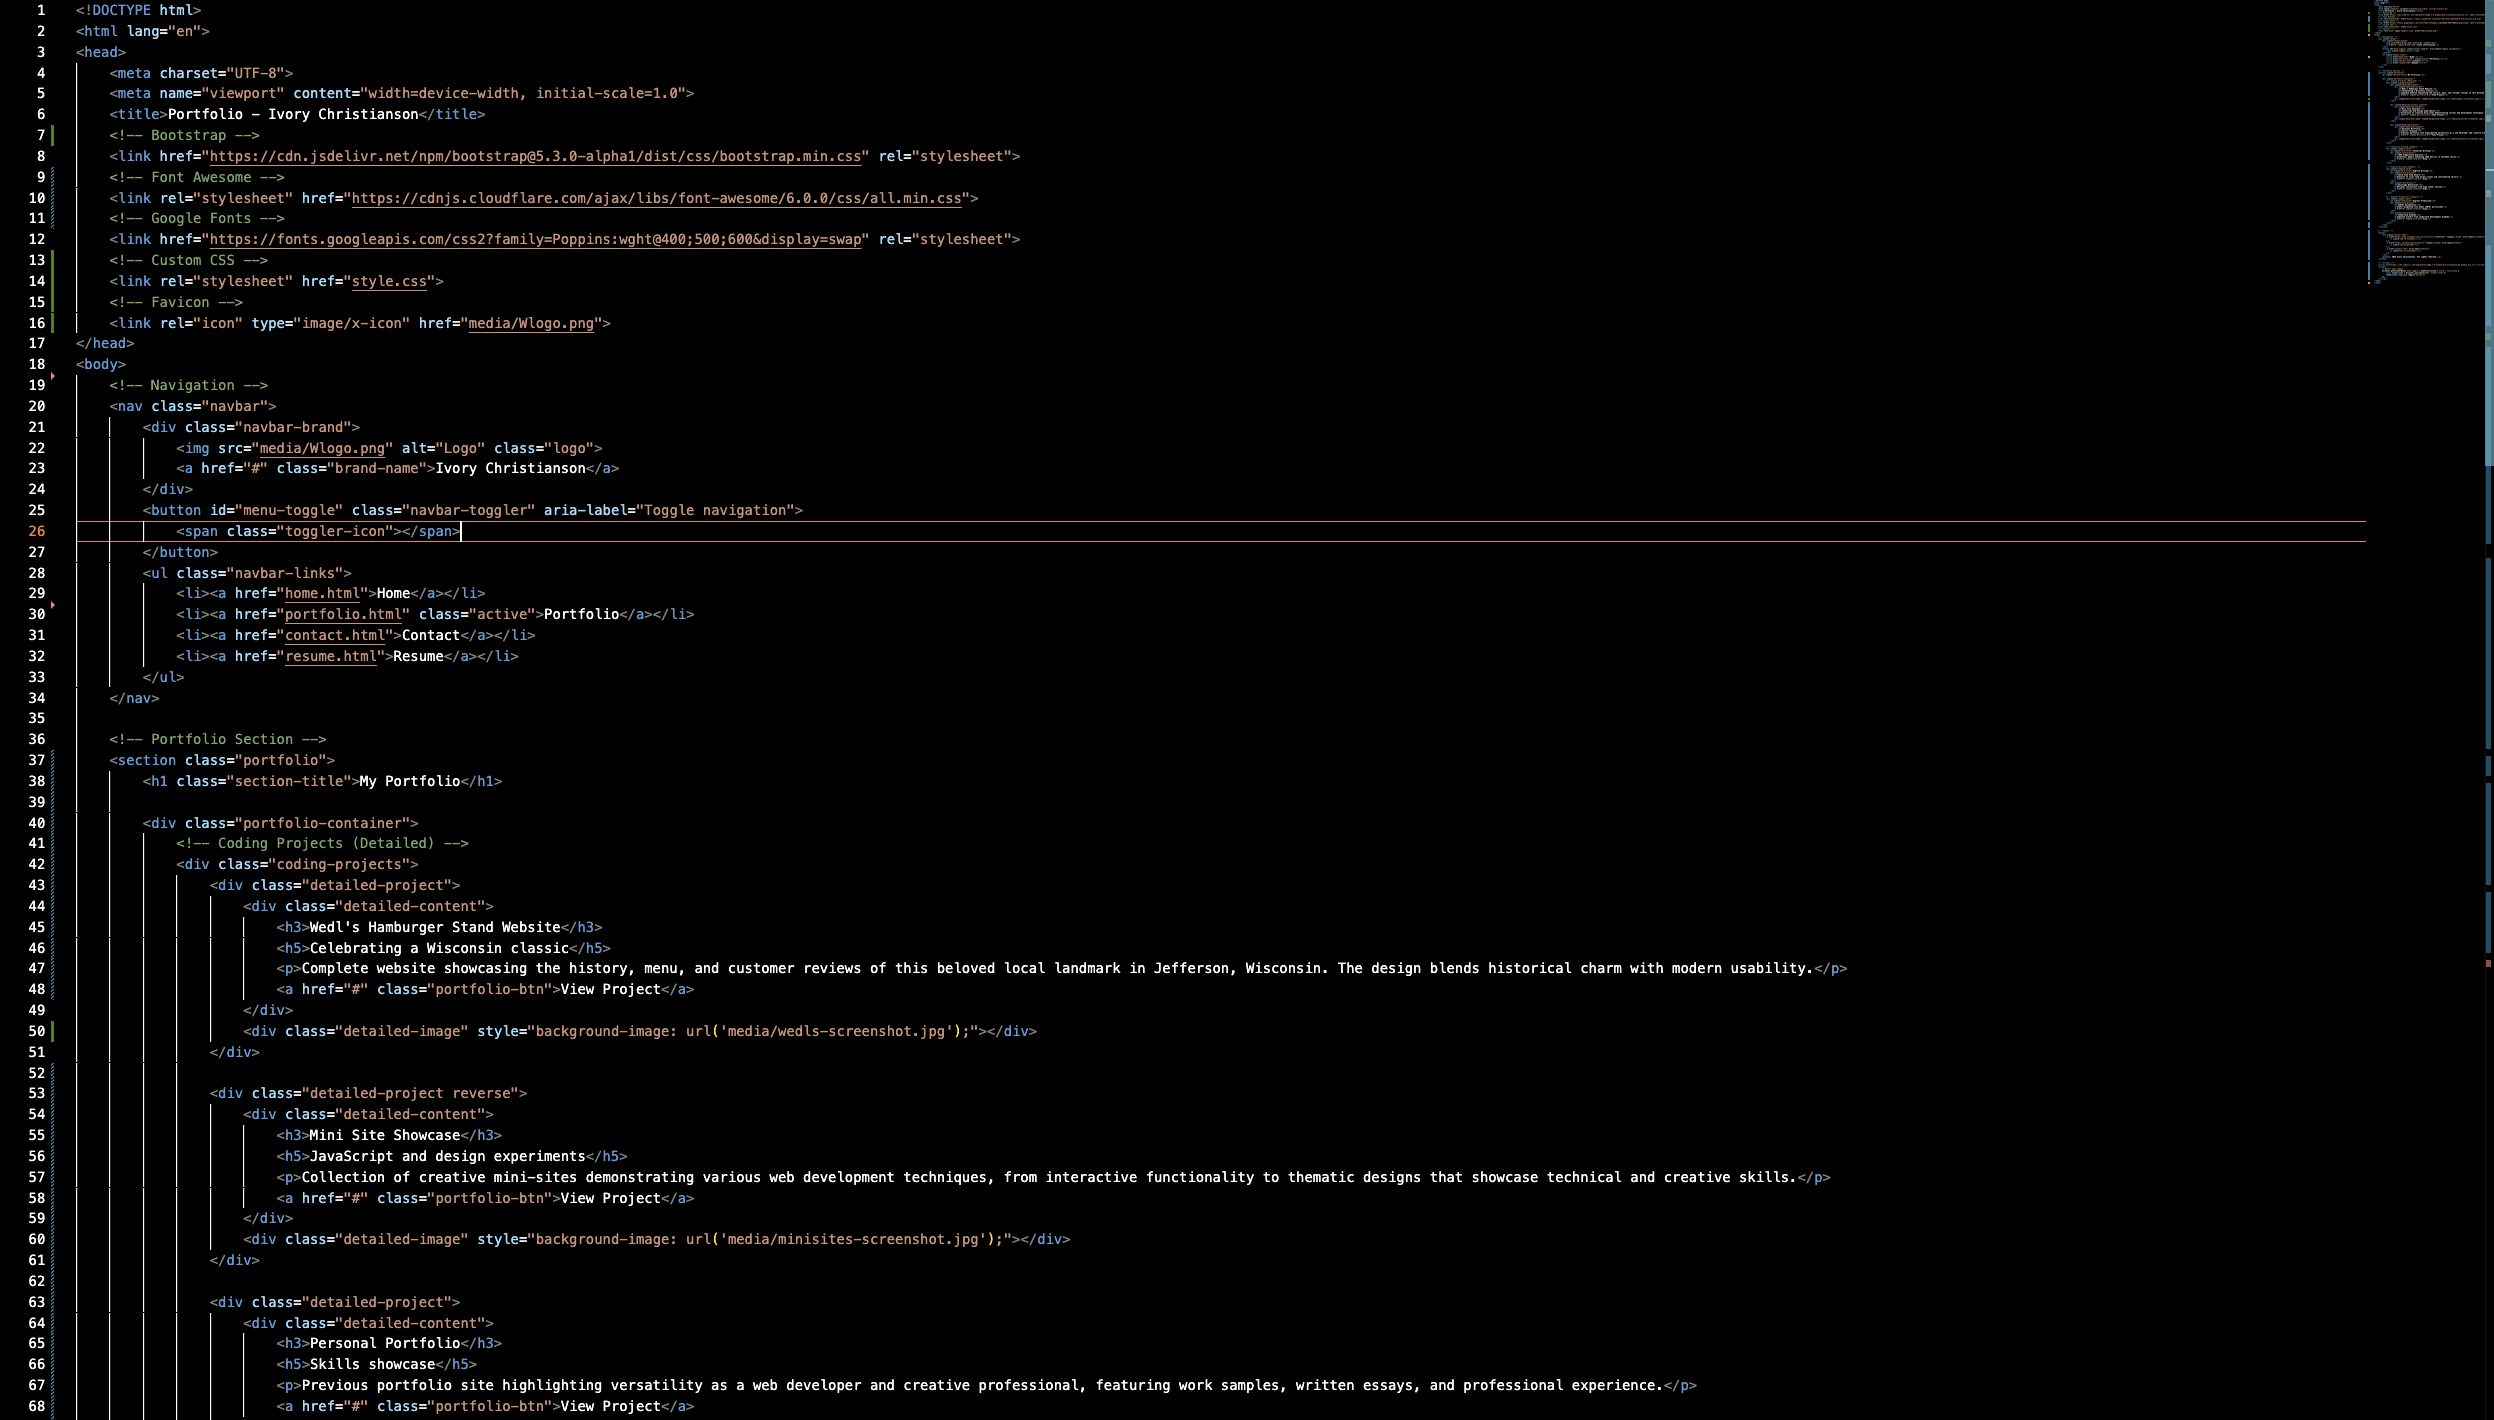 1 <!DOCTYPE html>
2 <html lang="en">
3 <head>
4     <meta charset="UTF-8">
5     <meta name="viewport" content="width=device-width, initial-scale=1.0">
6     <title>Portfolio - Ivory Christianson</title>
7     <!-- Bootstrap -->
8     <link href="https://cdn.jsdelivr.net/npm/bootstrap@5.3.0-alpha1/dist/css/bootstrap.min.css" rel="stylesheet">
9     <!-- Font Awesome -->
10     <link rel="stylesheet" href="https://cdnjs.cloudflare.com/ajax/libs/font-awesome/6.0.0/css/all.min.css">
11     <!-- Google Fonts -->
12     <link href="https://fonts.googleapis.com/css2?family=Poppins:wght@400;500;600&display=swap" rel="stylesheet">
13     <!-- Custom CSS -->
14     <link rel="stylesheet" href="style.css">
15     <!-- Favicon -->
16     <link rel="icon" type="image/x-icon" href="media/Wlogo.png">
17 </head>
18 <body>
19     <!-- Navigation -->
20     <nav class="navbar">
21         <div class="navbar-brand">
22             <img src="media/Wlogo.png" alt="Logo" class="logo">
23             <a href="#" class="brand-name">Ivory Christianson</a>
24         </div>
25         <button id="menu-toggle" class="navbar-toggler" aria-label="Toggle navigation">
26             <span class="toggler-icon"></span>
27         </button>
28         <ul class="navbar-links">
29             <li><a href="home.html">Home</a></li>
30             <li><a href="portfolio.html" class="active">Portfolio</a></li>
31             <li><a href="contact.html">Contact</a></li>
32             <li><a href="resume.html">Resume</a></li>
33         </ul>
34     </nav>
35
36     <!-- Portfolio Section -->
37     <section class="portfolio">
38         <h1 class="section-title">My Portfolio</h1>
39
40         <div class="portfolio-container">
41             <!-- Coding Projects (Detailed) -->
42             <div class="coding-projects">
43                 <div class="detailed-project">
44                     <div class="detailed-content">
45                         <h3>Wedl's Hamburger Stand Website</h3>
46                         <h5>Celebrating a Wisconsin classic</h5>
47                         <p>Complete website showcasing the history, menu, and customer reviews of this beloved local landmark in Jefferson, Wisconsin. The design blends historical charm with modern usability.</p>
48                         <a href="#" class="portfolio-btn">View Project</a>
49                     </div>
50                     <div class="detailed-image" style="background-image: url('media/wedls-screenshot.jpg');"></div>
51                 </div>
52
53                 <div class="detailed-project reverse">
54                     <div class="detailed-content">
55                         <h3>Mini Site Showcase</h3>
56                         <h5>JavaScript and design experiments</h5>
57                         <p>Collection of creative mini-sites demonstrating various web development techniques, from interactive functionality to thematic designs that showcase technical and creative skills.</p>
58                         <a href="#" class="portfolio-btn">View Project</a>
59                     </div>
60                     <div class="detailed-image" style="background-image: url('media/minisites-screenshot.jpg');"></div>
61                 </div>
62
63                 <div class="detailed-project">
64                     <div class="detailed-content">
65                         <h3>Personal Portfolio</h3>
66                         <h5>Skills showcase</h5>
67                         <p>Previous portfolio site highlighting versatility as a web developer and creative professional, featuring work samples, written essays, and professional experience.</p>
68                         <a href="#" class="portfolio-btn">View Project</a>